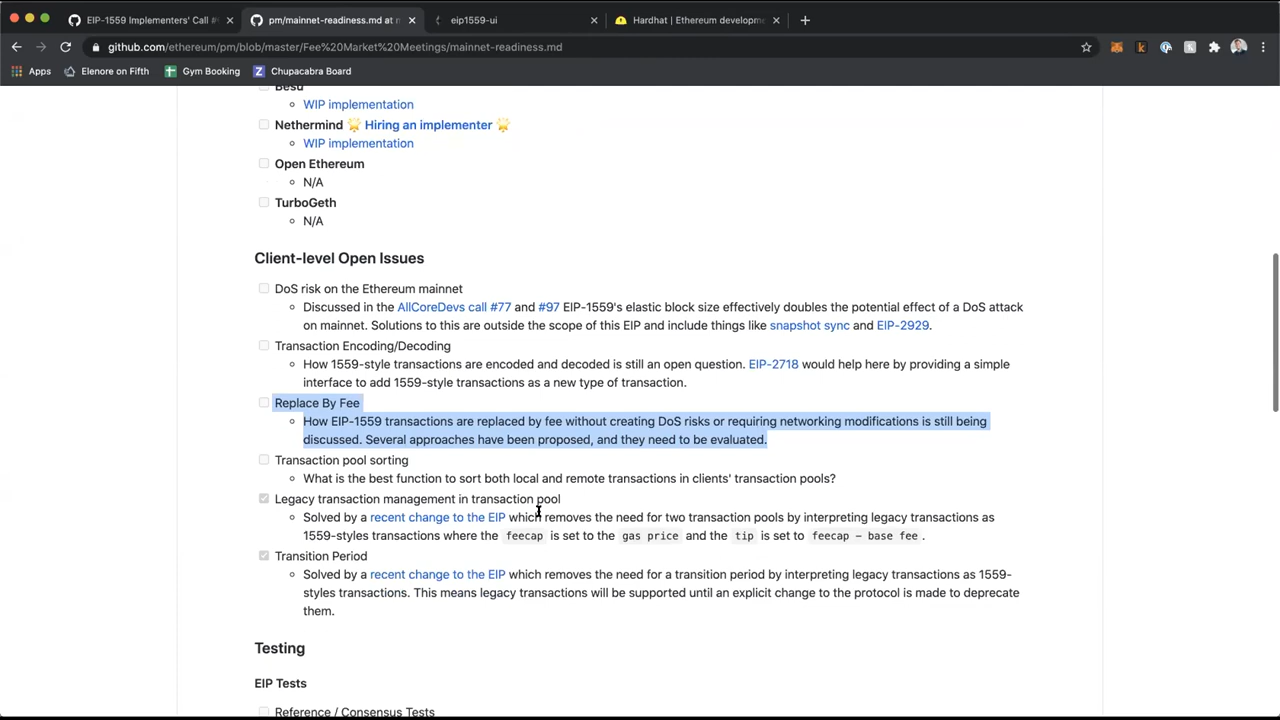 EIP-1559 Implementers' Call #
pm/mainnet-readiness.md at n
eip1559-ui
Hardhat | Ethereum developm
github.com/ethereum/pm/blob/master/Fee%20Market%20Meetings/mainnet-readiness.md
Apps
Elenore on Fifth
Gym Booking
Chupacabra Board
Besu
WIP implementation
Nethermind 🌟 Hiring an implementer 🌟
WIP implementation
Open Ethereum
N/A
TurboGeth
N/A
Client-level Open Issues
DoS risk on the Ethereum mainnet
Discussed in the AllCoreDevs call #77 and #97 EIP-1559's elastic block size effectively doubles the potential effect of a DoS attack
on mainnet. Solutions to this are outside the scope of this EIP and include things like snapshot sync and EIP-2929.
Transaction Encoding/Decoding
How 1559-style transactions are encoded and decoded is still an open question. EIP-2718 would help here by providing a simple
interface to add 1559-style transactions as a new type of transaction.
Replace By Fee
How EIP-1559 transactions are replaced by fee without creating DoS risks or requiring networking modifications is still being
discussed. Several approaches have been proposed, and they need to be evaluated.
Transaction pool sorting
What is the best function to sort both local and remote transactions in clients' transaction pools?
Legacy transaction management in transaction pool
Solved by a recent change to the EIP which removes the need for two transaction pools by interpreting legacy transactions as
1559-styles transactions where the feecap is set to the gas price and the tip is set to feecap - base fee .
Transition Period
Solved by a recent change to the EIP which removes the need for a transition period by interpreting legacy transactions as 1559-
styles transactions. This means legacy transactions will be supported until an explicit change to the protocol is made to deprecate
them.
Testing
EIP Tests
Reference / Consensus Tests